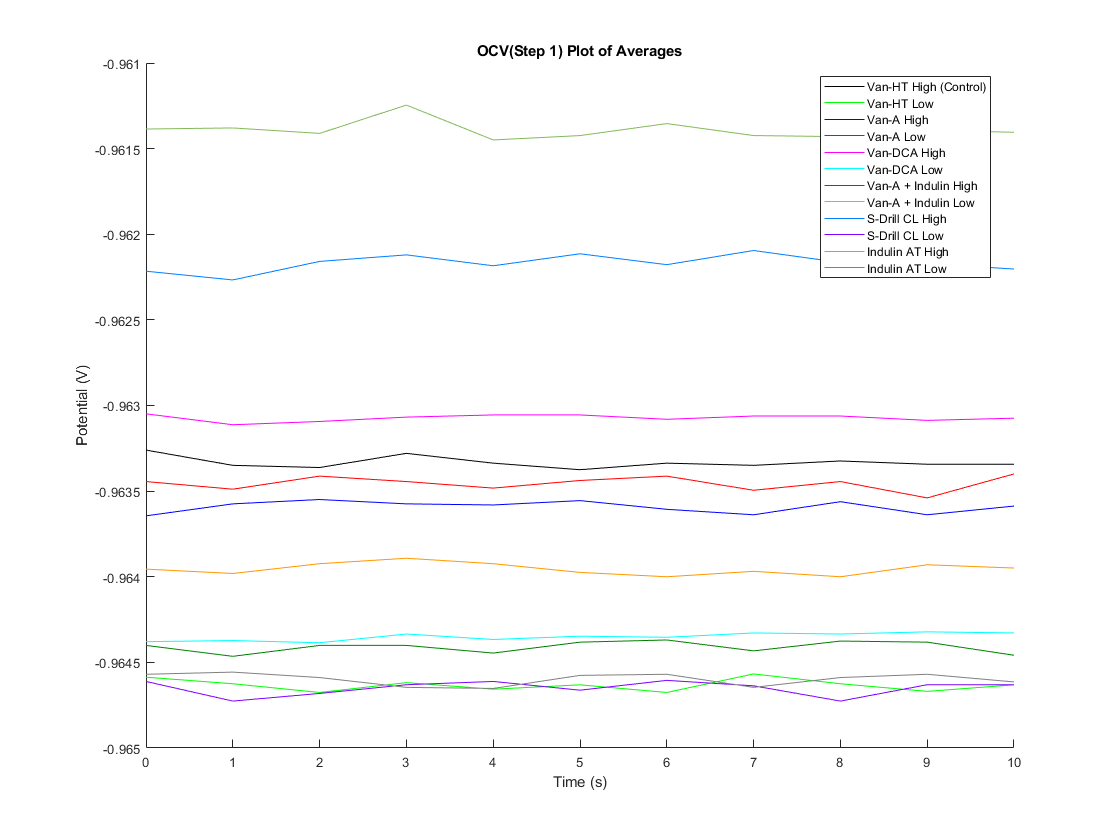 OCV(Step 1) Plot of Averages
-0.961
-0.9615
-0.962
-0.9625
-0.963
-0.9635
-0.964
-0.9645
-0.965
Potential (V)
Van-HT High (Control)
Van-HT Low
Van-A High
Van-A Low
Van-DCA High
Van-DCA Low
Van-A + Indulin High
Van-A + Indulin Low
S-Drill CL High
S-Drill CL Low
Indulin AT High
Indulin AT Low
0 1 2 3 4 5 6 7 8 9 10
Time (s)